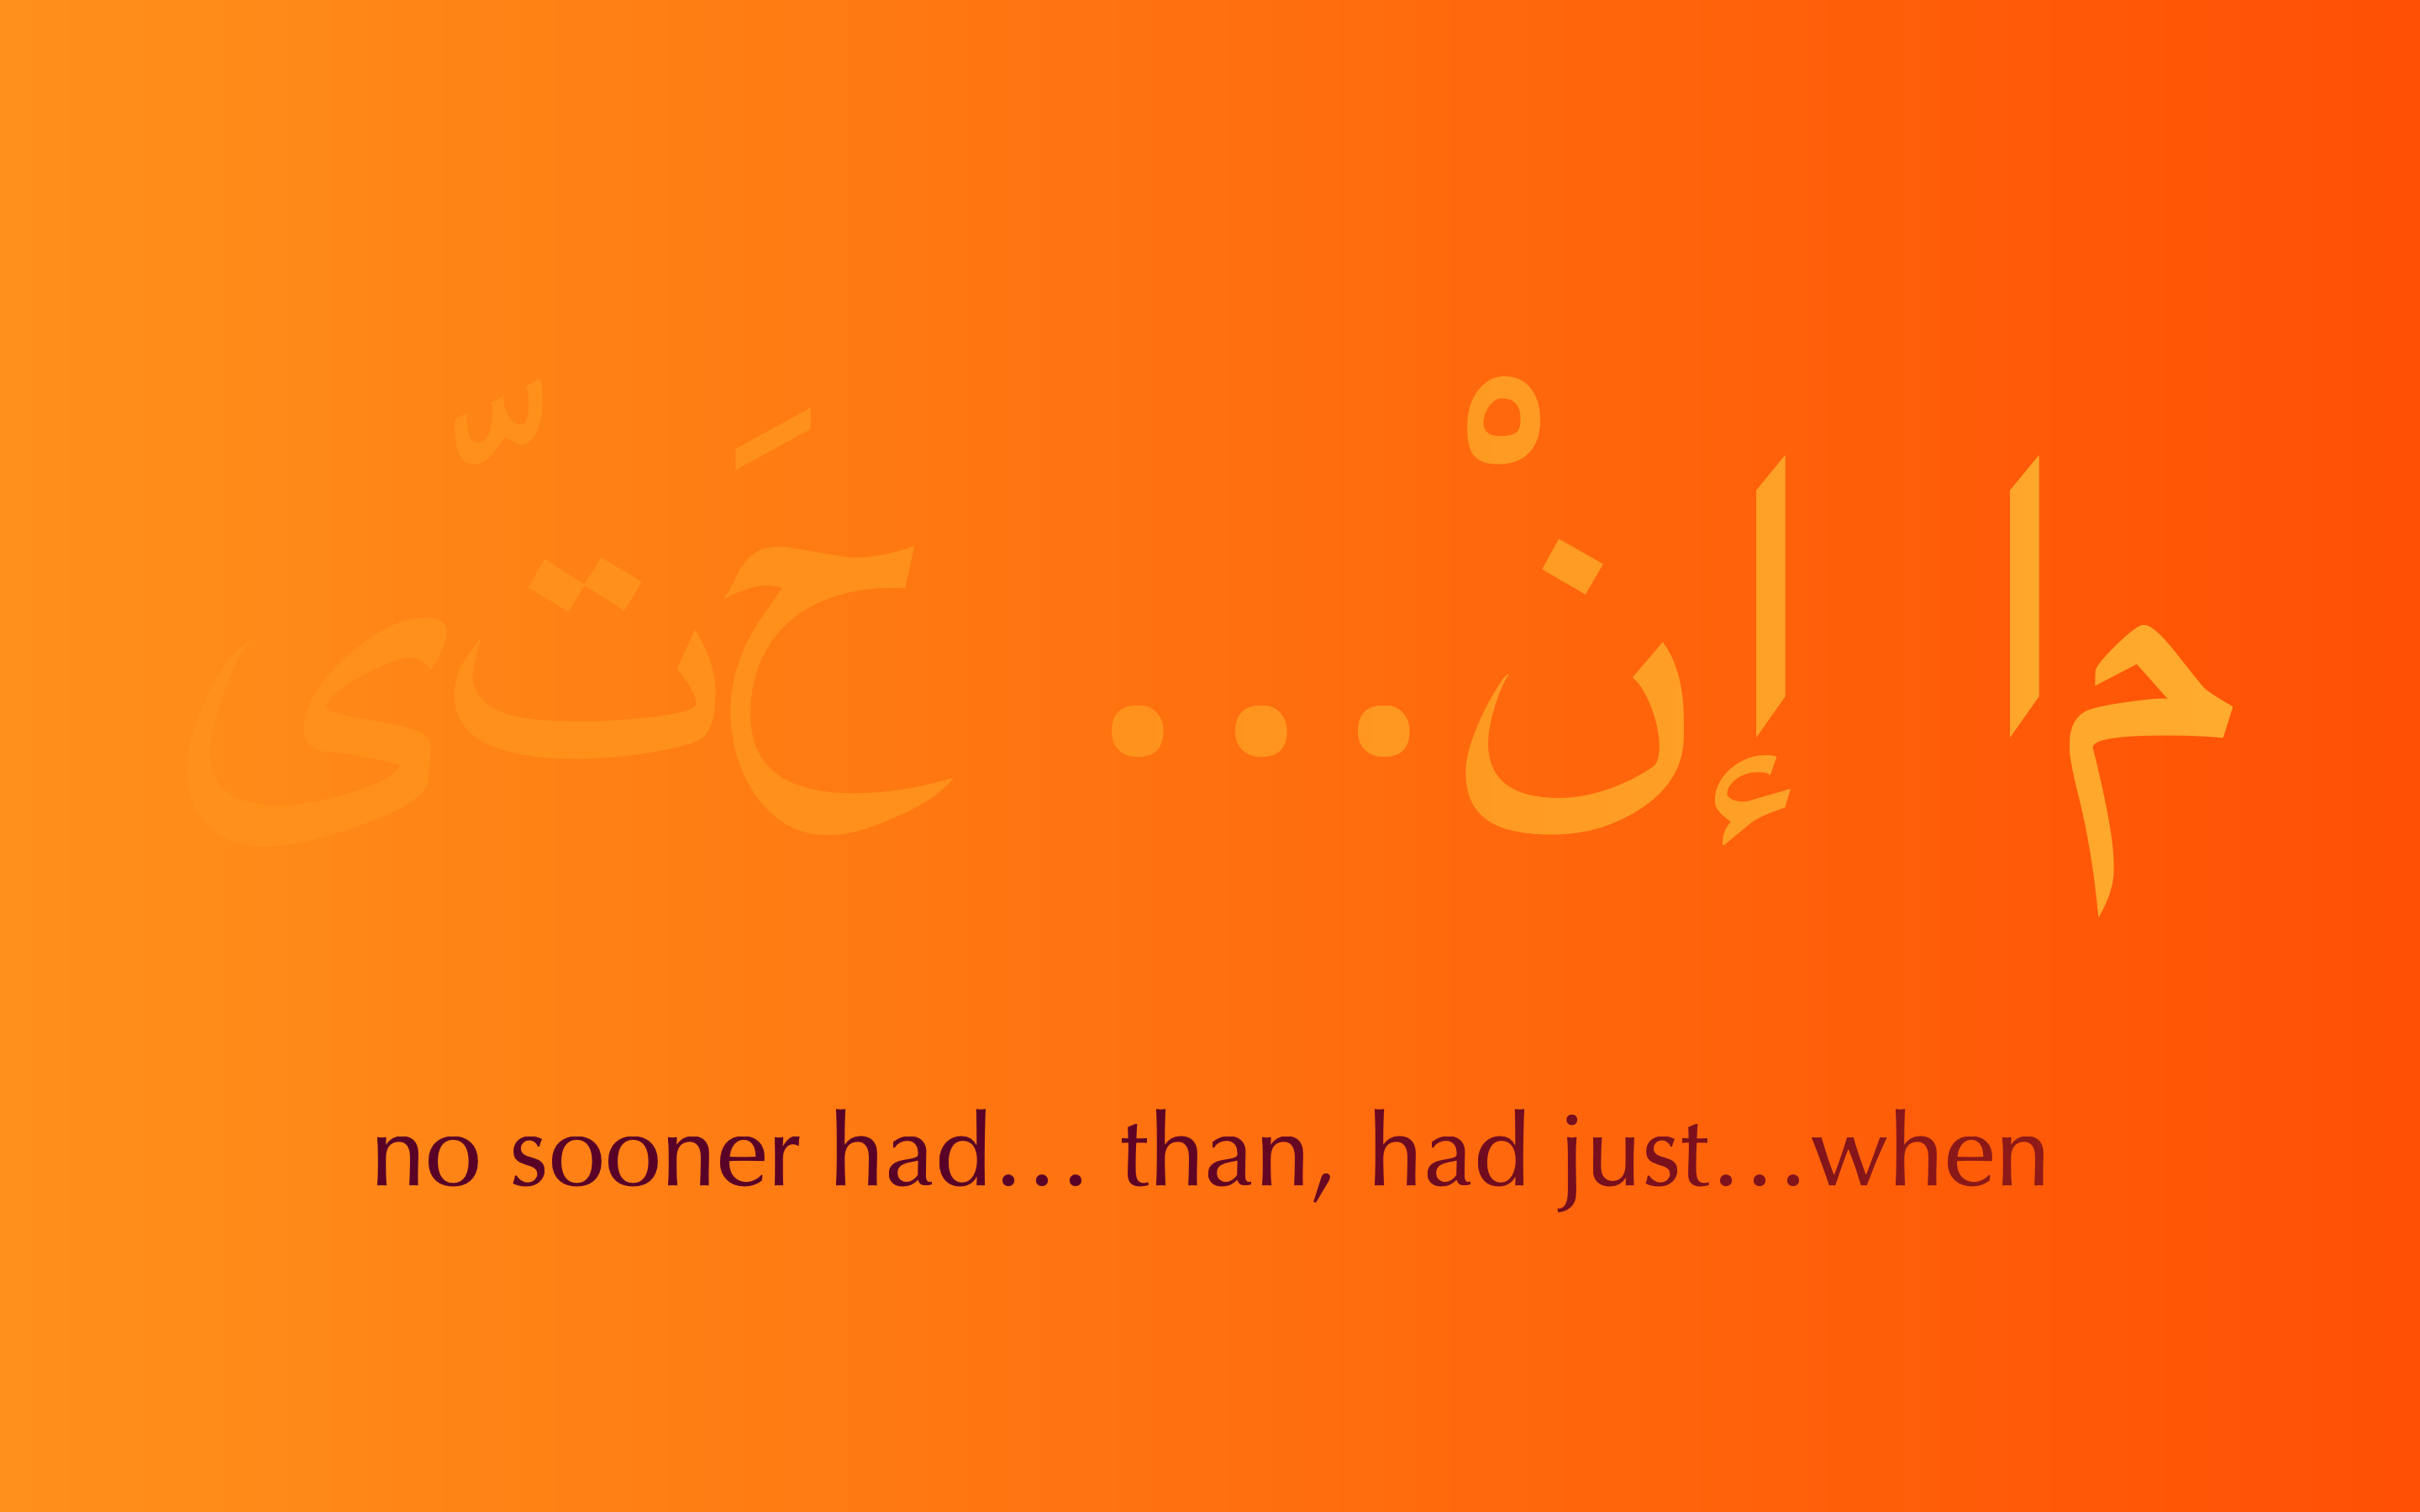 ما إنْ ... حَتّى
no sooner had... than, had just...when